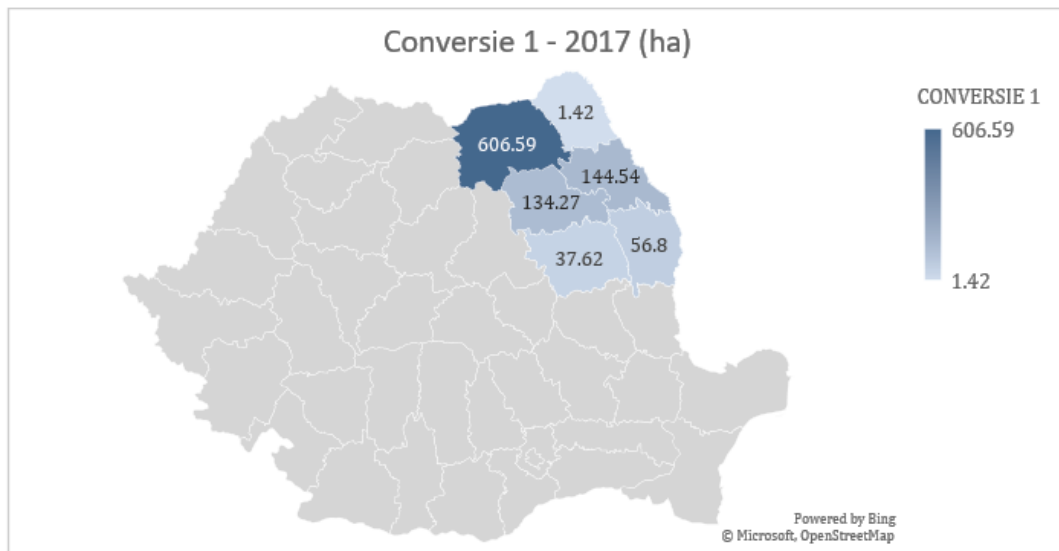 Conversie 1 - 2017 (ha)
CONVERSIE 1
606.59
1.42
1.42
606.59
144.54
134.27
56.8
37.62
Powered by Bing
© Microsoft, OpenStreetMap